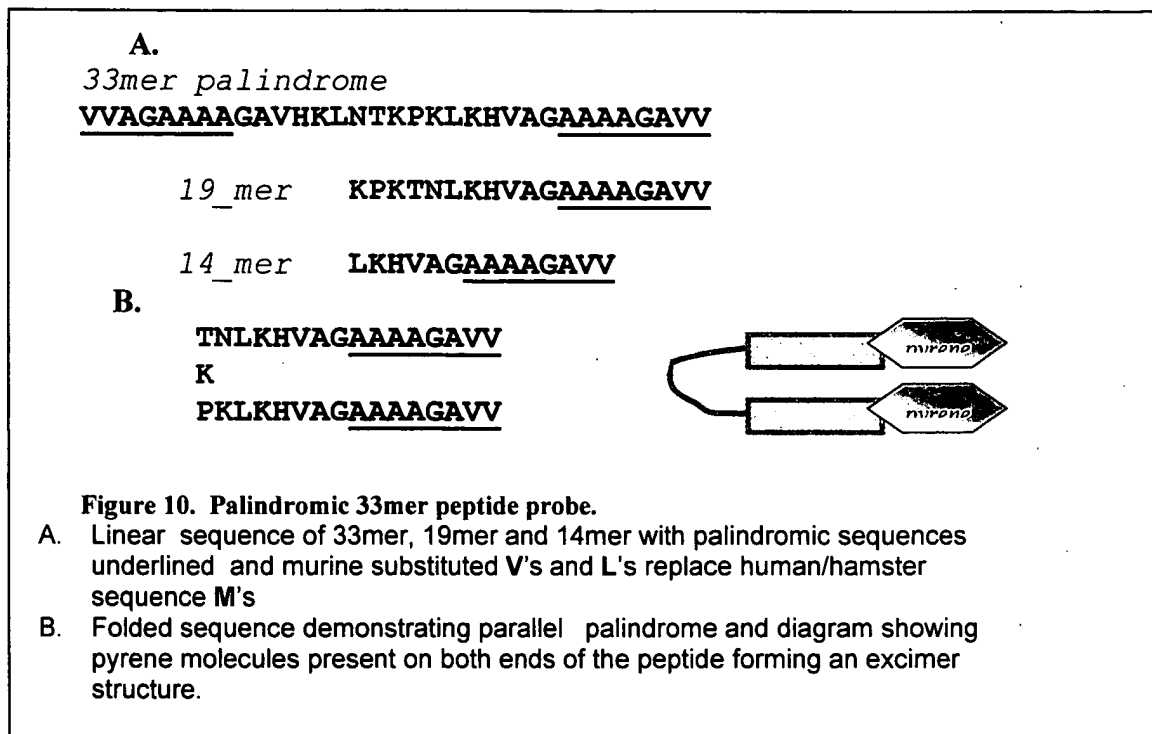 A.
33mer palindrome
VVAGAAAAGAVHKLNTKPKLKHVAGAAAAGAVV
19_mer KPKTNLKHVAGAAAAGAVV
14_mer LKHVAGAAAAGAVV
B.
TNLKHVAGAAAAGAVV
K
PKLKHVAGAAAAGAVV
Figure 10. Palindromic 33mer peptide probe.
A. Linear sequence of 33mer, 19mer and 14mer with palindromic sequences
underlined and murine substituted V's and L's replace human/hamster
sequence M's
B. Folded sequence demonstrating parallel palindrome and diagram showing
pyrene molecules present on both ends of the peptide forming an excimer
structure.